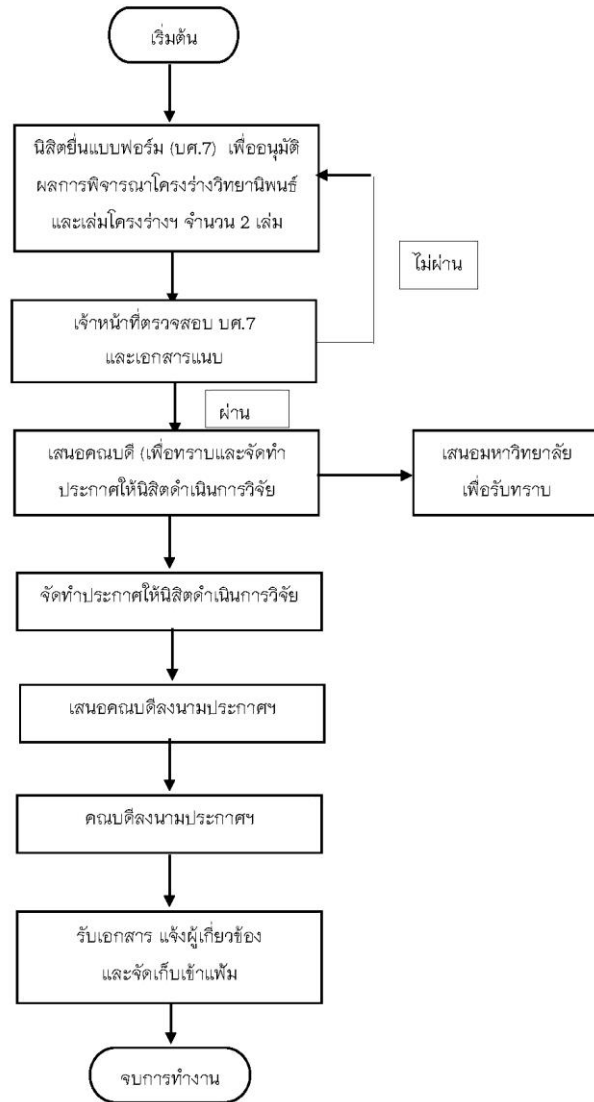 เริ่มต้น
นิสิตยื่นแบบฟอร์ม (บศ.7) เพื่ออนุมัติ
ผลการพิจารณาโครงร่างวิทยานิพนธ์
และเล่มโครงร่างฯ จำนวน 2 เล่ม
ไม่ผ่าน
เจ้าหน้าที่ตรวจสอบ บศ.7
และเอกสารแนบ
ผ่าน
เสนอคณบดี (เพื่อทราบและจัดทำ
ประกาศให้นิสิตดำเนินการวิจัย
เสนอมหาวิทยาลัย
เพื่อรับทราบ
จัดทำประกาศให้นิสิตดำเนินการวิจัย
เสนอคณบดีลงนามประกาศฯ
คณบดีลงนามประกาศฯ
รับเอกสาร แจ้งผู้เกี่ยวข้อง
และจัดเก็บเข้าแฟ้ม
จบการทำงาน